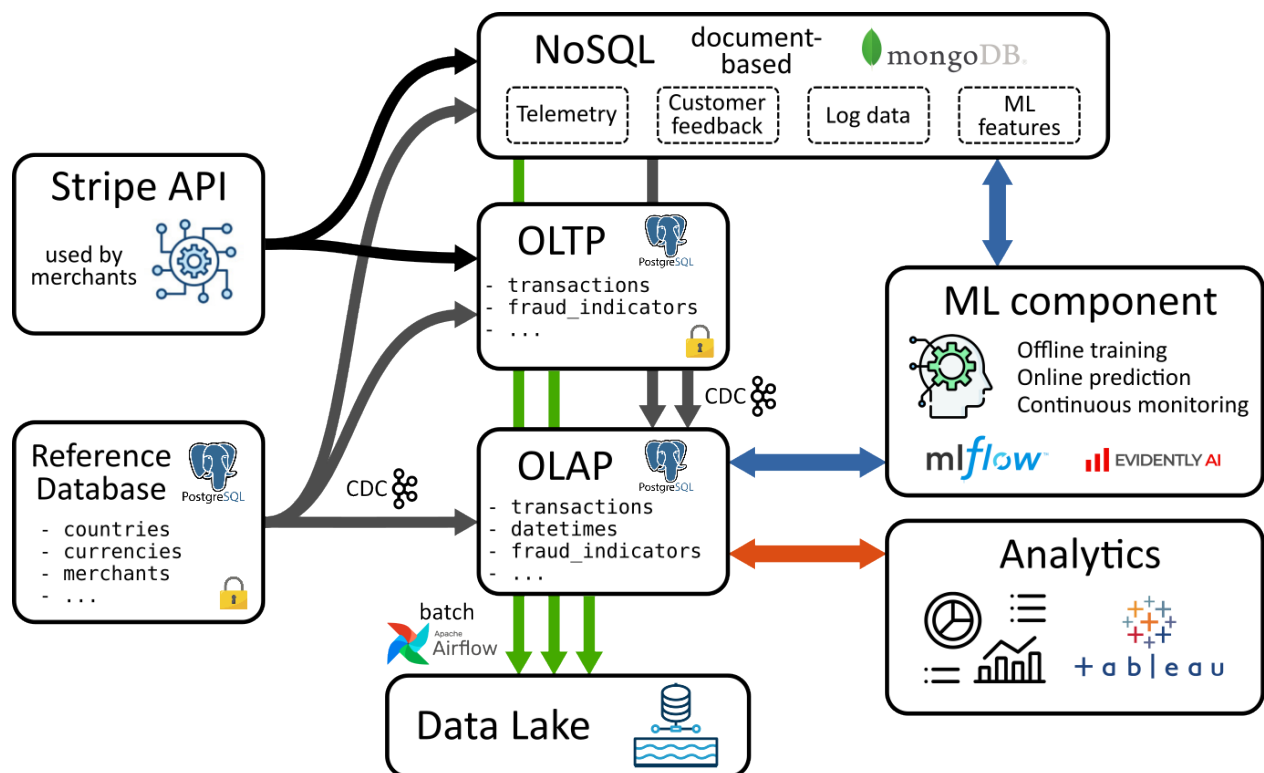 NoSQL
document-
based
mongoDB®
Telemetry
Customer
feedback
Log data
ML
features
Stripe API
used by
merchants
OLTP
PostgreSQL
- transactions
- fraud_indicators
- ...
CDC
ML component
Offline training
Online prediction
Continuous monitoring
mlflow™
EVIDENTLY AI
Reference
Database
PostgreSQL
- countries
- currencies
- merchants
- ...
CDC
OLAP
PostgreSQL
- transactions
- datetimes
- fraud_indicators
- ...
Analytics
+ableau
batch
Apache
Airflow
Data Lake